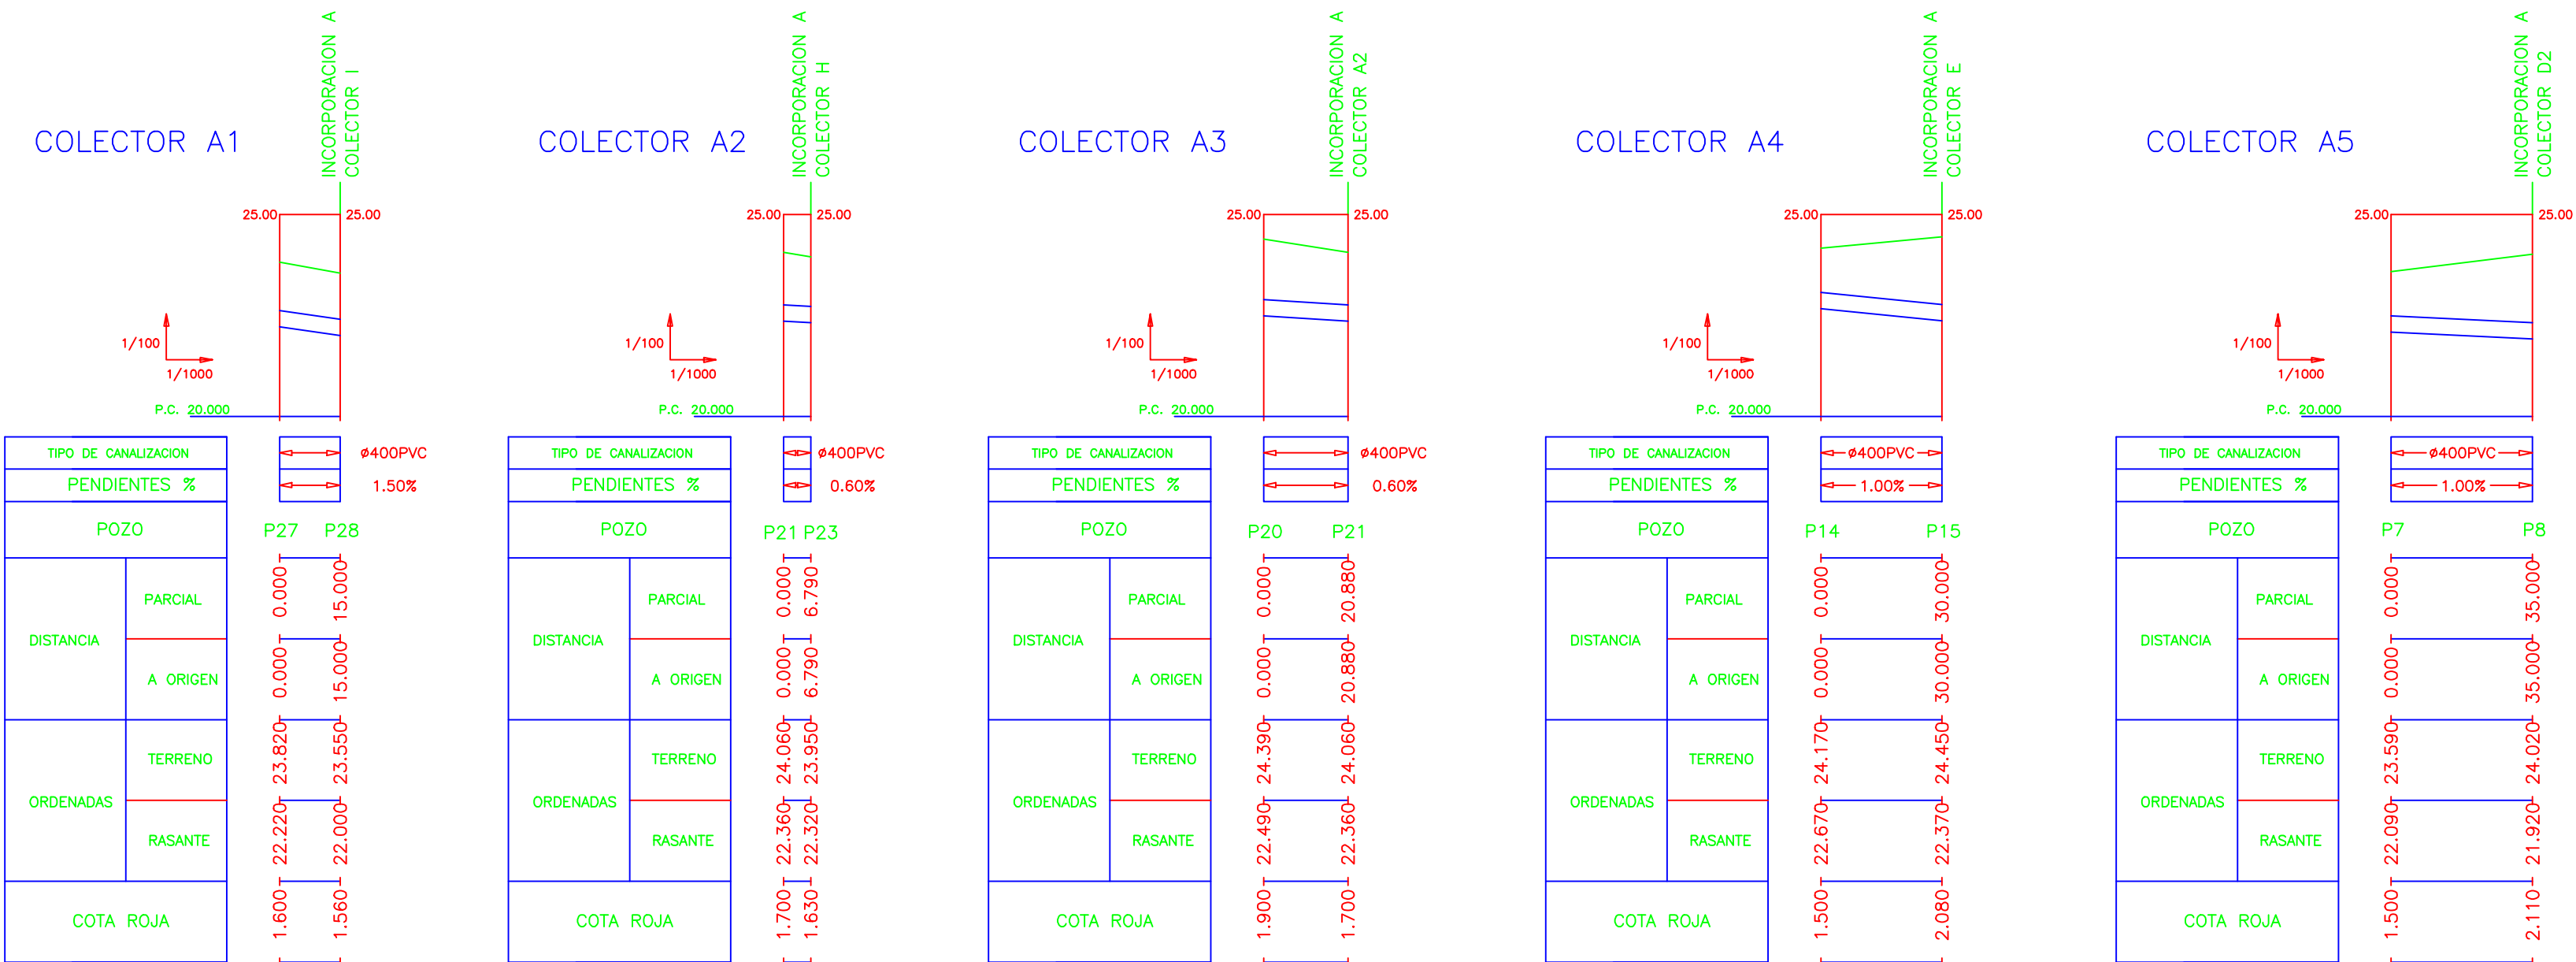 INCORPORACION A
COLECTOR I
COLECTOR A1
25.00
25.00
1/100
1/1000
P.C. 20.000
TIPO DE CANALIZACION
ø400PVC
PENDIENTES %
1.50%
POZO
P27
P28
DISTANCIA
PARCIAL
0.000
15.000
A ORIGEN
0.000
15.000
ORDENADAS
TERRENO
23.820
23.550
RASANTE
22.220
22.000
COTA ROJA
1.600
1.560
INCORPORACION A
COLECTOR H
COLECTOR A2
25.00
25.00
1/100
1/1000
P.C. 20.000
TIPO DE CANALIZACION
ø400PVC
PENDIENTES %
0.60%
POZO
P21
P23
DISTANCIA
PARCIAL
0.000
6.790
A ORIGEN
0.000
6.790
ORDENADAS
TERRENO
24.060
23.950
RASANTE
22.360
22.320
COTA ROJA
1.700
1.630
INCORPORACION A
COLECTOR A2
COLECTOR A3
25.00
25.00
1/100
1/1000
P.C. 20.000
TIPO DE CANALIZACION
ø400PVC
PENDIENTES %
0.60%
POZO
P20
P21
DISTANCIA
PARCIAL
0.000
20.880
A ORIGEN
0.000
20.880
ORDENADAS
TERRENO
24.390
24.060
RASANTE
22.490
22.360
COTA ROJA
1.900
1.700
INCORPORACION A
COLECTOR E
COLECTOR A4
25.00
25.00
1/100
1/1000
P.C. 20.000
TIPO DE CANALIZACION
ø400PVC
PENDIENTES %
1.00%
POZO
P14
P15
DISTANCIA
PARCIAL
0.000
30.000
A ORIGEN
0.000
30.000
ORDENADAS
TERRENO
24.170
24.450
RASANTE
22.670
22.370
COTA ROJA
1.500
2.080
INCORPORACION A
COLECTOR D2
COLECTOR A5
25.00
25.00
1/100
1/1000
P.C. 20.000
TIPO DE CANALIZACION
ø400PVC
PENDIENTES %
1.00%
POZO
P7
P8
DISTANCIA
PARCIAL
0.000
35.000
A ORIGEN
0.000
35.000
ORDENADAS
TERRENO
23.590
24.020
RASANTE
22.090
21.920
COTA ROJA
1.500
2.110